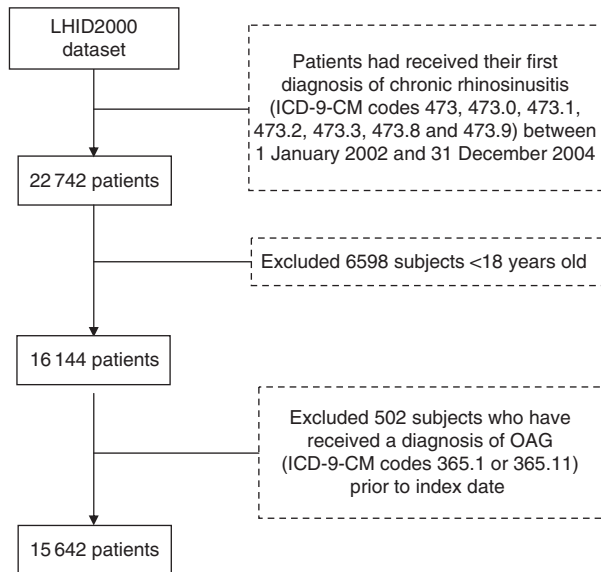 LHID2000
dataset
Patients had received their first
diagnosis of chronic rhinosinusitis
(ICD-9-CM codes 473, 473.0, 473.1,
473.2, 473.3, 473.8 and 473.9) between
1 January 2002 and 31 December 2004
22 742 patients
Excluded 6598 subjects <18 years old
16 144 patients
Excluded 502 subjects who have
received a diagnosis of OAG
(ICD-9-CM codes 365.1 or 365.11)
prior to index date
15 642 patients